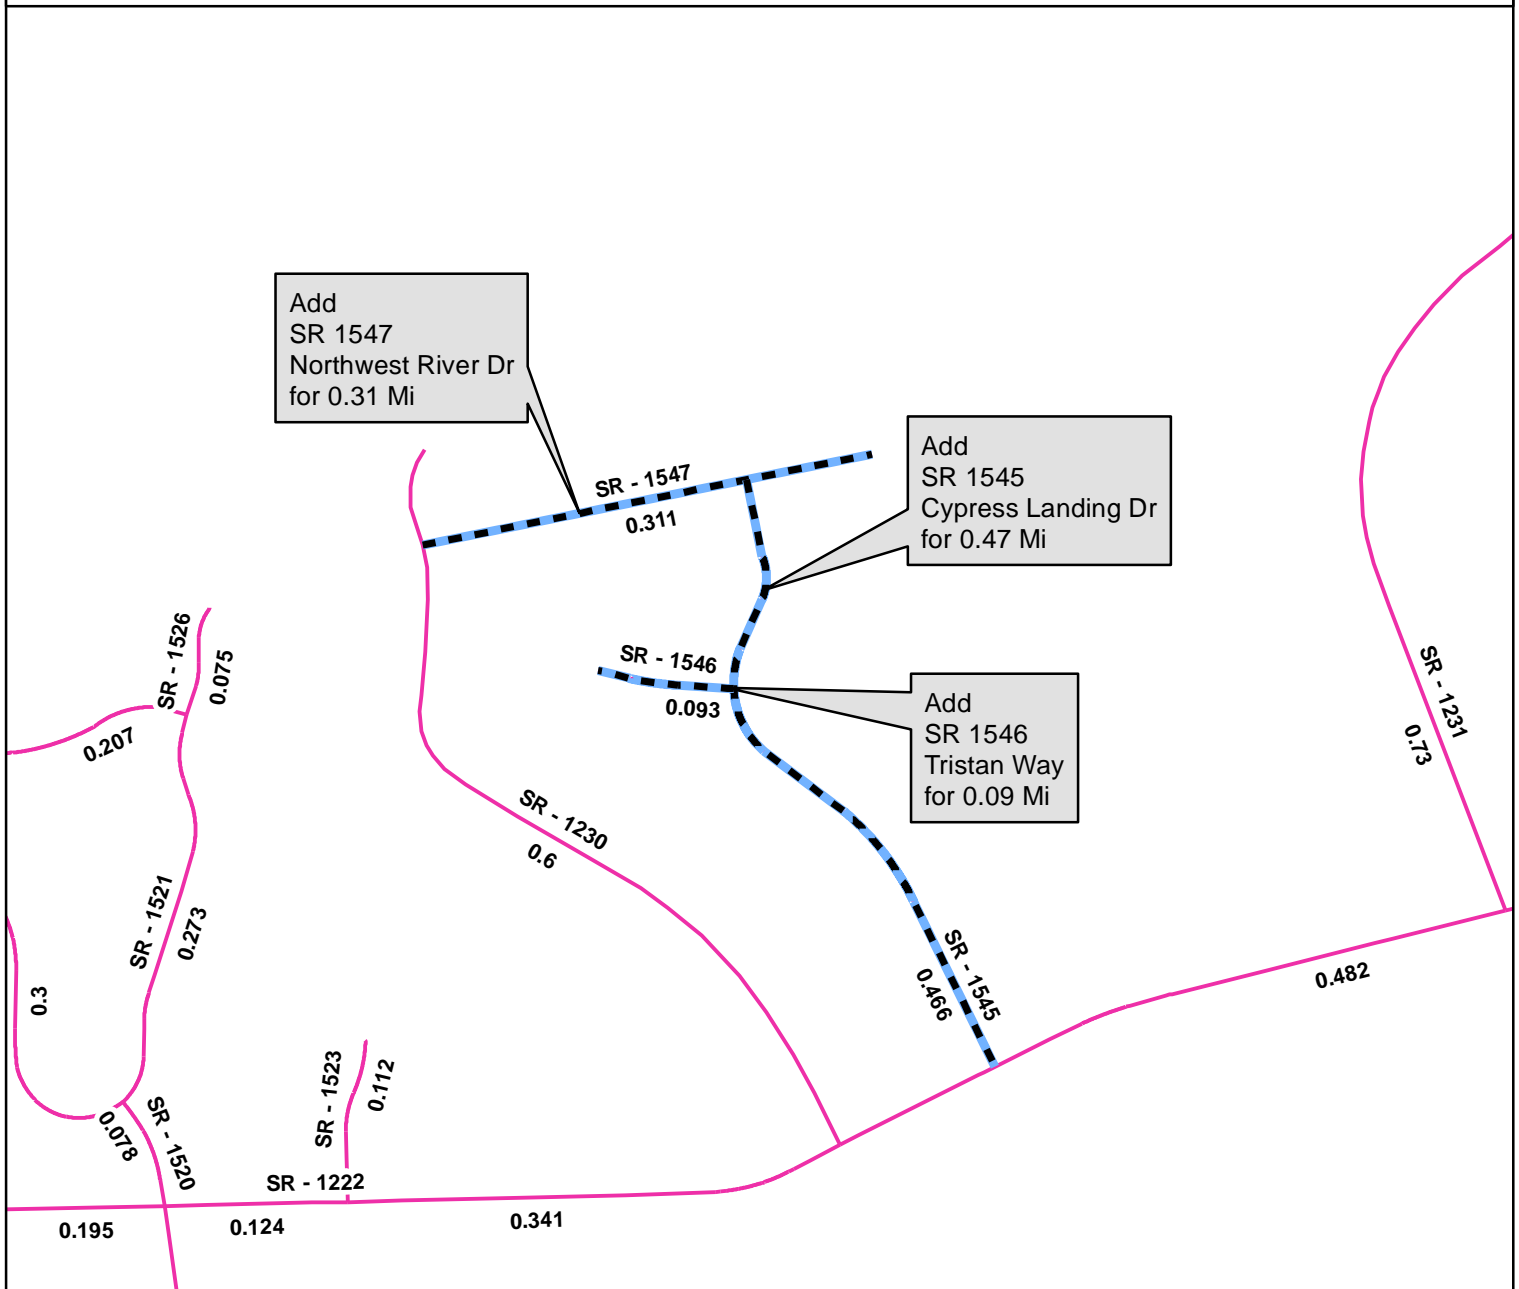 Add
SR 1547
Northwest River Dr
for 0.31 Mi
Add
SR 1545
Cypress Landing Dr
for 0.47 Mi
SR - 1547
0.311
SR - 1526
0.075
SR - 1546
0.093
Add
SR 1546
Tristan Way
for 0.09 Mi
SR - 1231
0.73
0.207
SR - 1230
0.6
SR - 1521
0.273
SR - 1545
0.466
0.482
0.3
SR - 1523
0.112
0.078
SR - 1520
SR - 1222
0.195
0.124
0.341